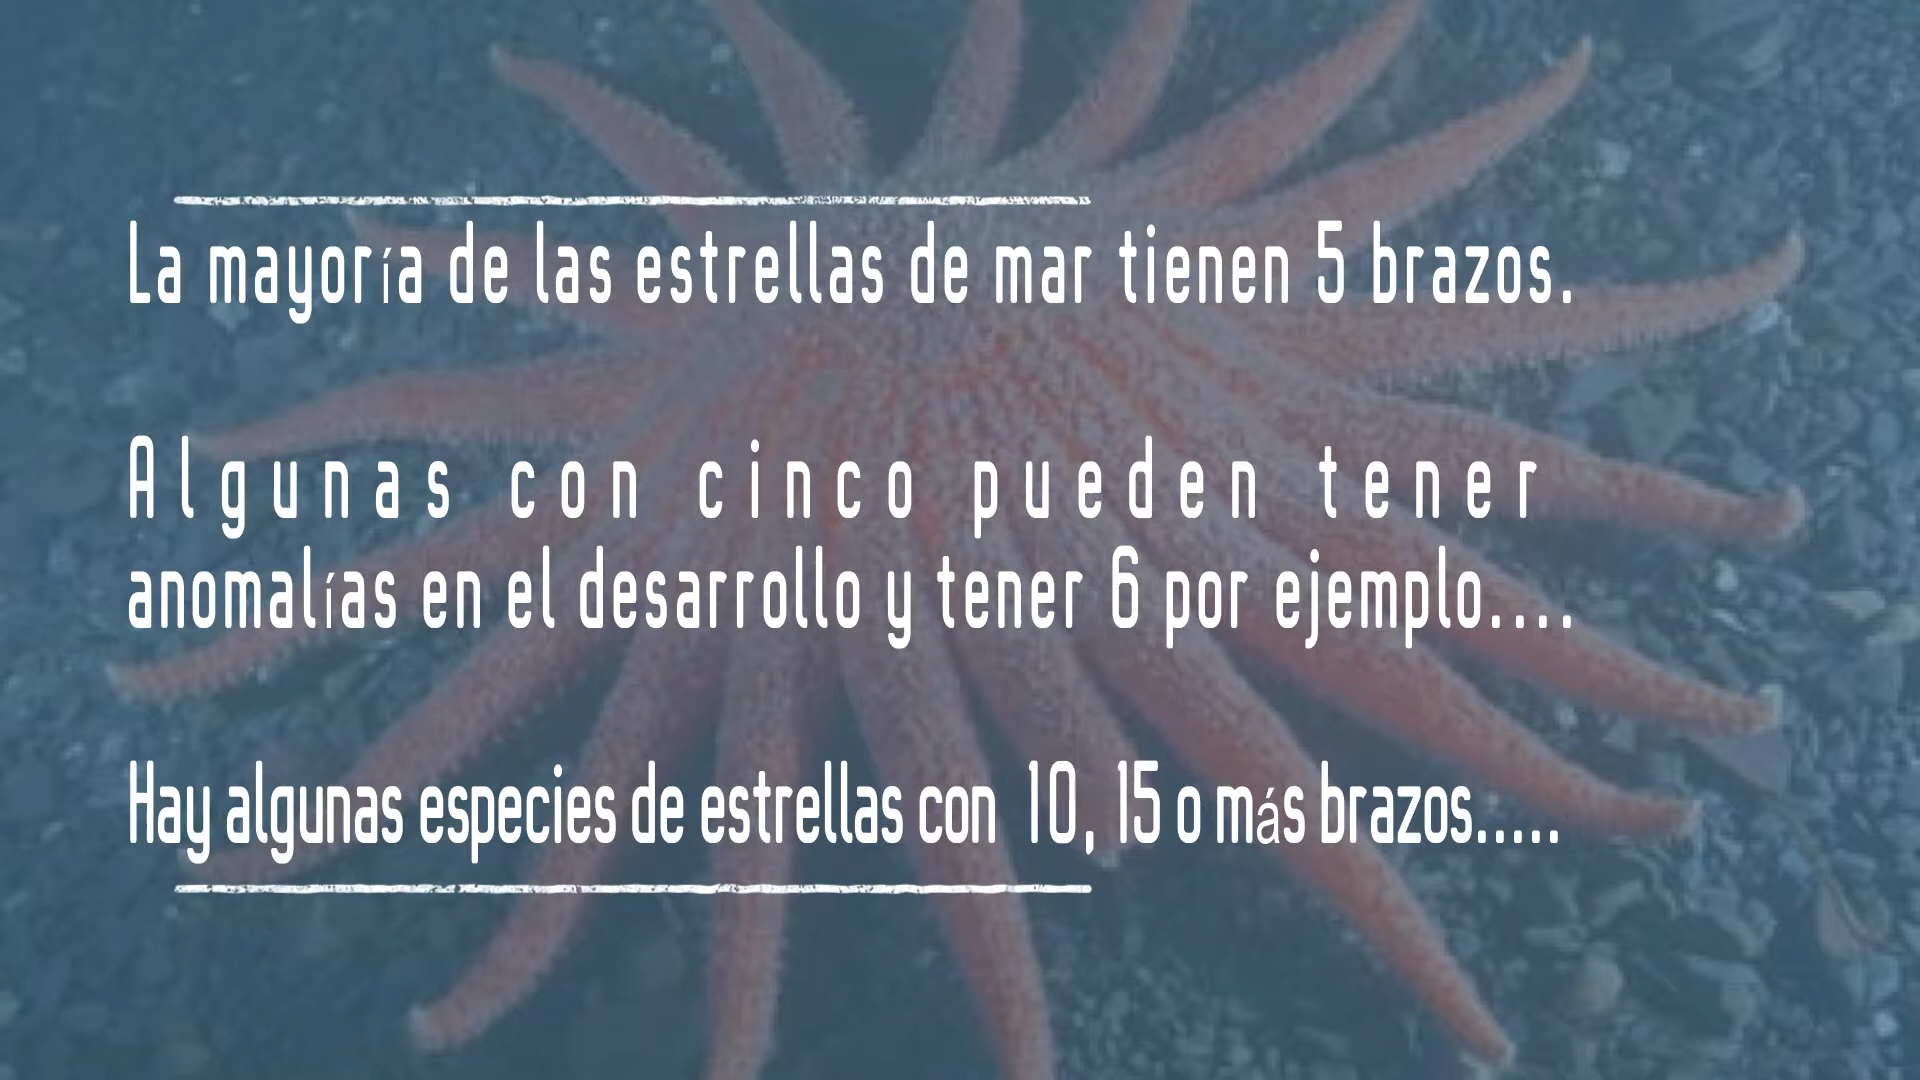 La mayoría de las estrellas de mar tienen 5 brazos.
Algunas con cinco pueden tener
anomalías en el desarrollo y tener 6 por ejemplo....
Hay algunas especies de estrellas con 10, 15 o más brazos.....